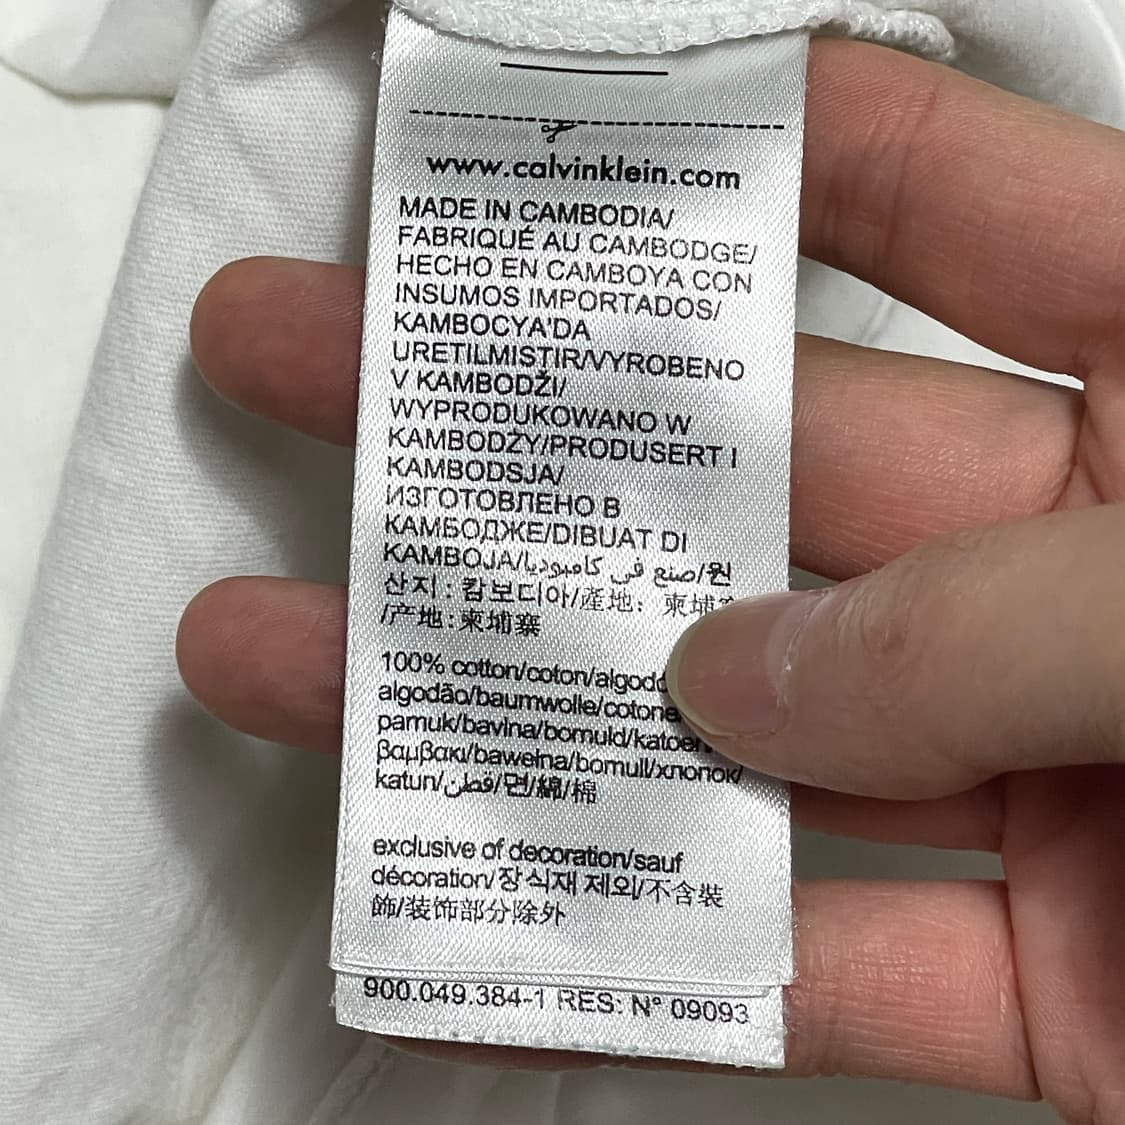 www.calvinklein.com
MADE IN CAMBODIA/
FABRIQUÉ AU CAMBODGE/
HECHO EN CAMBOYA CON
INSUMOS IMPORTADOS/
KAMBOCYA'DA
URETILMISTIR/VYROBENO
V KAMBODŽI/
WYPRODUKOWANO W
KAMBODŻY/PRODUSERT I
KAMBODSJA/
ИЗГОТОВЛЕНО В
КАМБОДЖЕ/DIBUAT DI
KAMBOJA/صنع في كامبوديا/원
산지: 캄보디아/產地: 柬埔
/产地:柬埔寨
100% cotton/coton/
algodão/baumwolle/cotone
pamuk/bavlna/bomuld/katoen
βαμβακι/bawełna/bomull/хлопок/
katun/قطن/면/綿/棉
exclusive of decoration/sauf
décoration/장식재 제외/不含裝
飾/装饰部分除外
900.049.384-1 RES: N° 09093